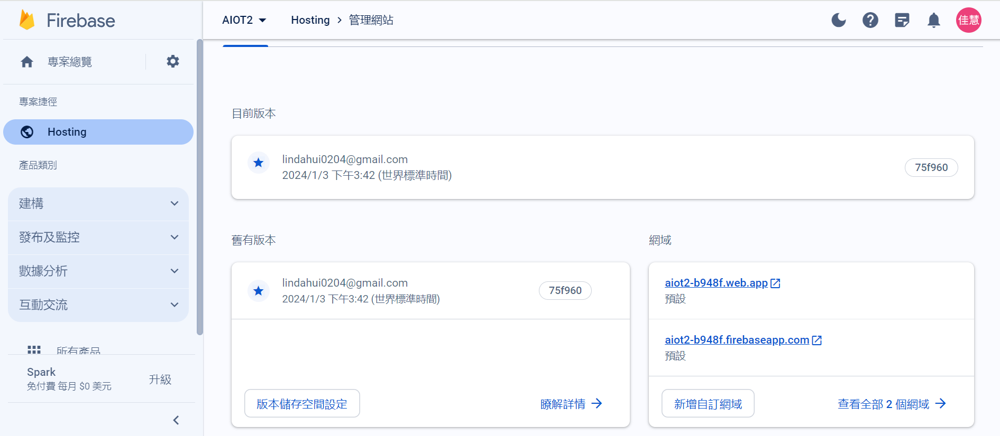 Firebase
專案總覽
專案捷徑
Hosting
產品類別
建構
發布及監控
數據分析
互動交流
所有產品
Spark
免付費 每月 $0 美元
升級
AIOT2
Hosting
管理網站
佳慧
目前版本
lindahui0204@gmail.com
2024/1/3 下午3:42 (世界標準時間)
75f960
舊有版本
lindahui0204@gmail.com
2024/1/3 下午3:42 (世界標準時間)
75f960
版本儲存空間設定
瞭解詳情
網域
aiot2-b948f.web.app
預設
aiot2-b948f.firebaseapp.com
預設
新增自訂網域
查看全部 2 個網域